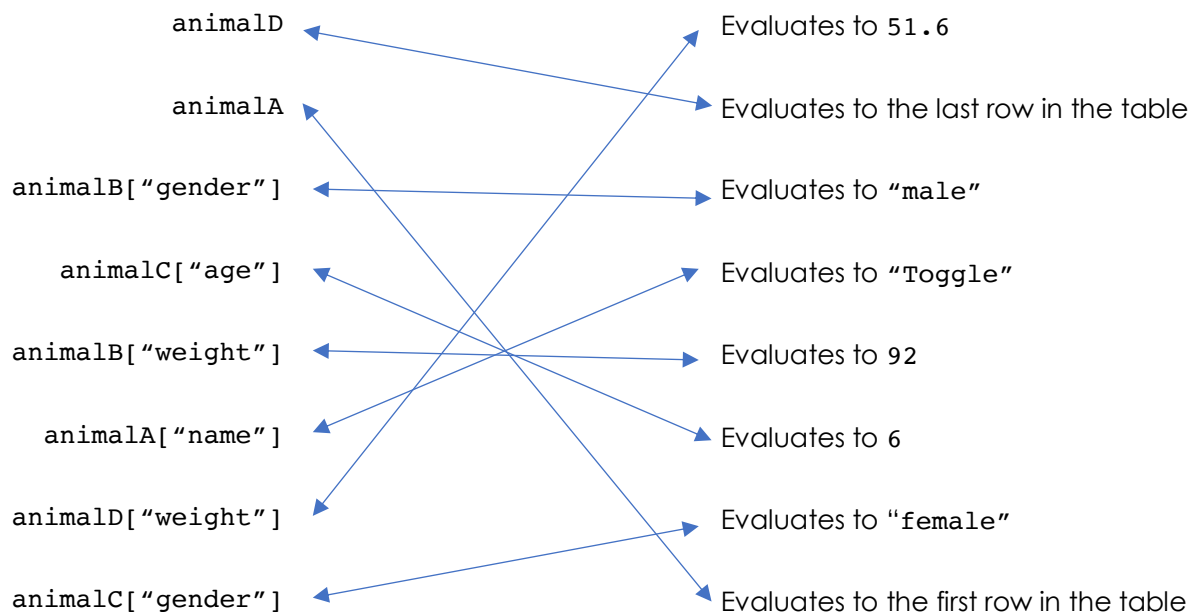 animalD Evaluates to 51.6
animalA Evaluates to the last row in the table
animalB[“gender”] Evaluates to “male”
animalC[“age”] Evaluates to “Toggle”
animalB[“weight”] Evaluates to 92
animalA[“name”] Evaluates to 6
animalD[“weight”] Evaluates to “female”
animalC[“gender”] Evaluates to the first row in the table